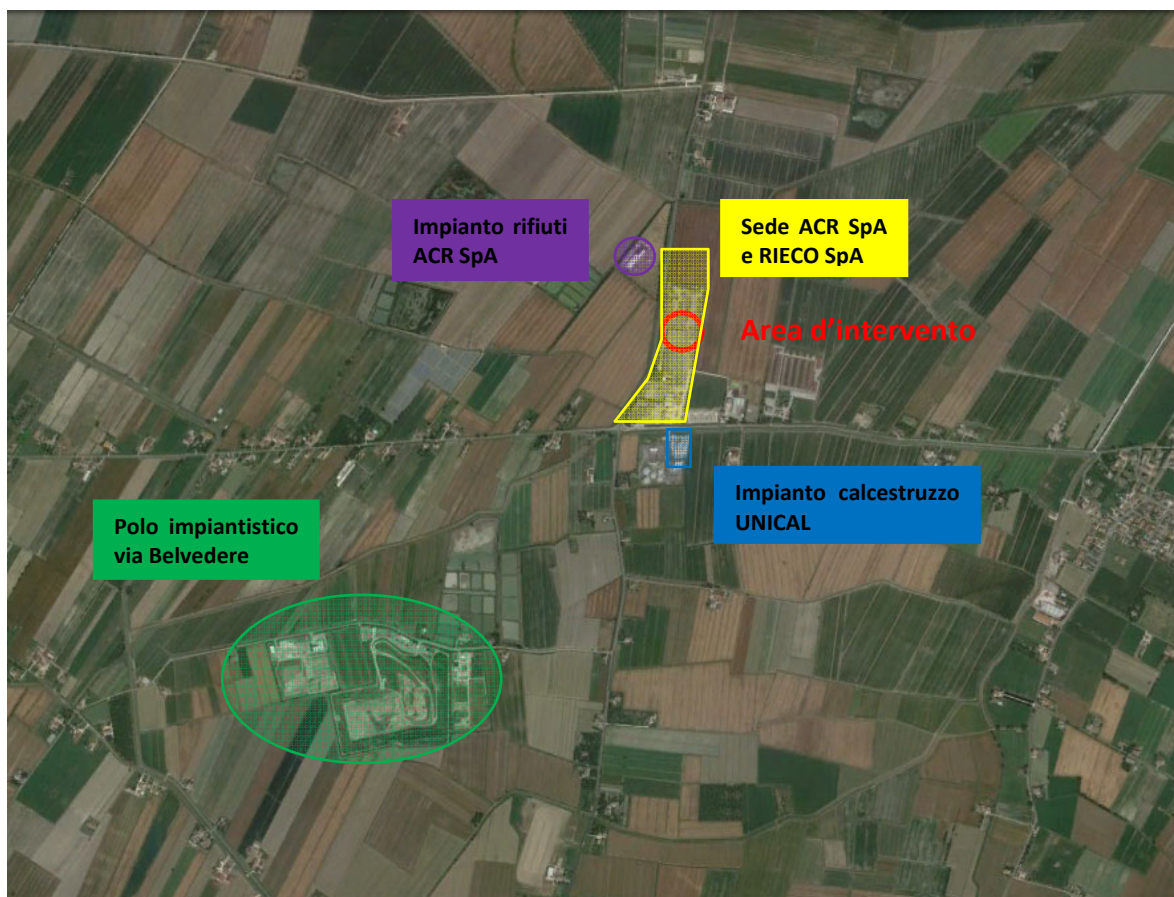 Impianto rifiuti
ACR SpA
Sede ACR SpA
e RIECO SpA
Area d'intervento
Impianto calcestruzzo
UNICAL
Polo impiantistico
via Belvedere